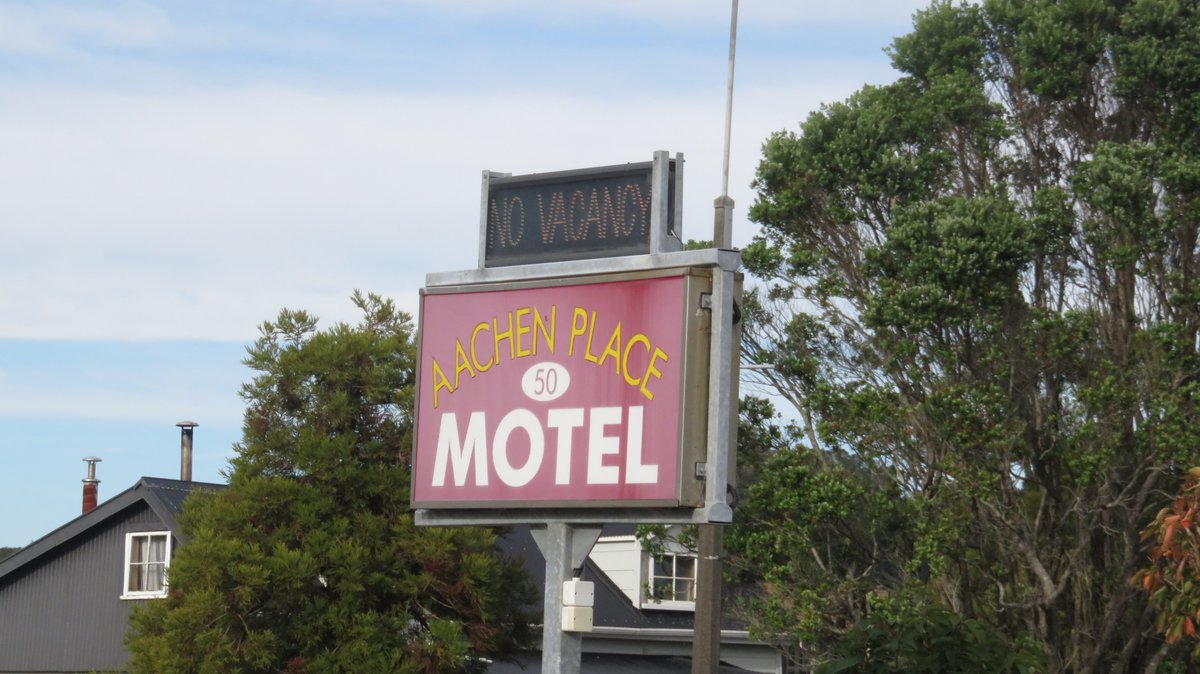 NO VACANCY
AACHEN PLACE
50
MOTEL